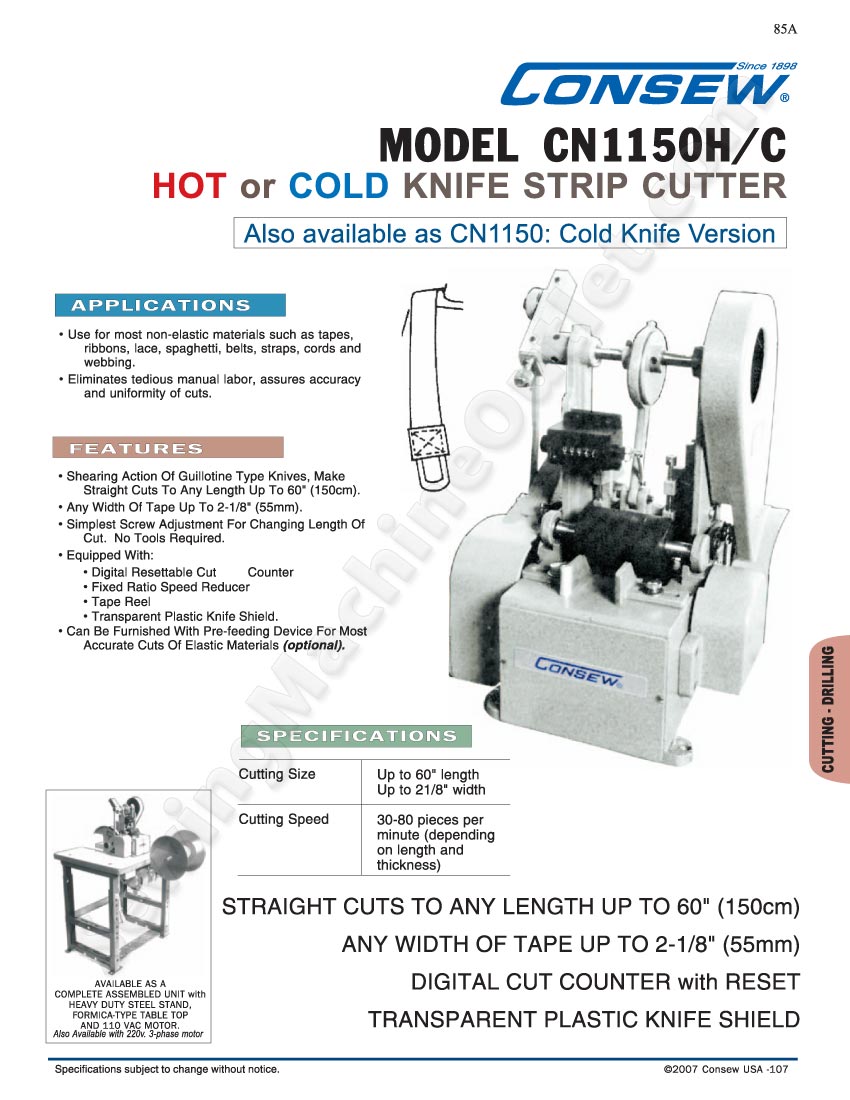 85A
Since 1898
CONSEW®
MODEL CN1150H/C
HOT or COLD KNIFE STRIP CUTTER
Also available as CN1150: Cold Knife Version
APPLICATIONS
• Use for most non-elastic materials such as tapes,
ribbons, lace, spaghetti, belts, straps, cords and
webbing.
• Eliminates tedious manual labor, assures accuracy
and uniformity of cuts.
FEATURES
• Shearing Action Of Guillotine Type Knives, Make
Straight Cuts To Any Length Up To 60" (150cm).
• Any Width Of Tape Up To 2-1/8" (55mm).
• Simplest Screw Adjustment For Changing Length Of
Cut. No Tools Required.
• Equipped With:
• Digital Resettable Cut Counter
• Fixed Ratio Speed Reducer
• Tape Reel
• Transparent Plastic Knife Shield.
• Can Be Furnished With Pre-feeding Device For Most
Accurate Cuts Of Elastic Materials (optional).
CONSEW®
CUTTING - DRILLING
SPECIFICATIONS
Cutting Size
Up to 60" length
Up to 21/8" width
Cutting Speed
30-80 pieces per
minute (depending
on length and
thickness)
AVAILABLE AS A
COMPLETE ASSEMBLED UNIT with
HEAVY DUTY STEEL STAND,
FORMICA-TYPE TABLE TOP
AND 110 VAC MOTOR.
Also Available with 220v. 3-phase motor
STRAIGHT CUTS TO ANY LENGTH UP TO 60" (150cm)
ANY WIDTH OF TAPE UP TO 2-1/8" (55mm)
DIGITAL CUT COUNTER with RESET
TRANSPARENT PLASTIC KNIFE SHIELD
Specifications subject to change without notice.
©2007 Consew USA -107
SewingMachineOutlet.com